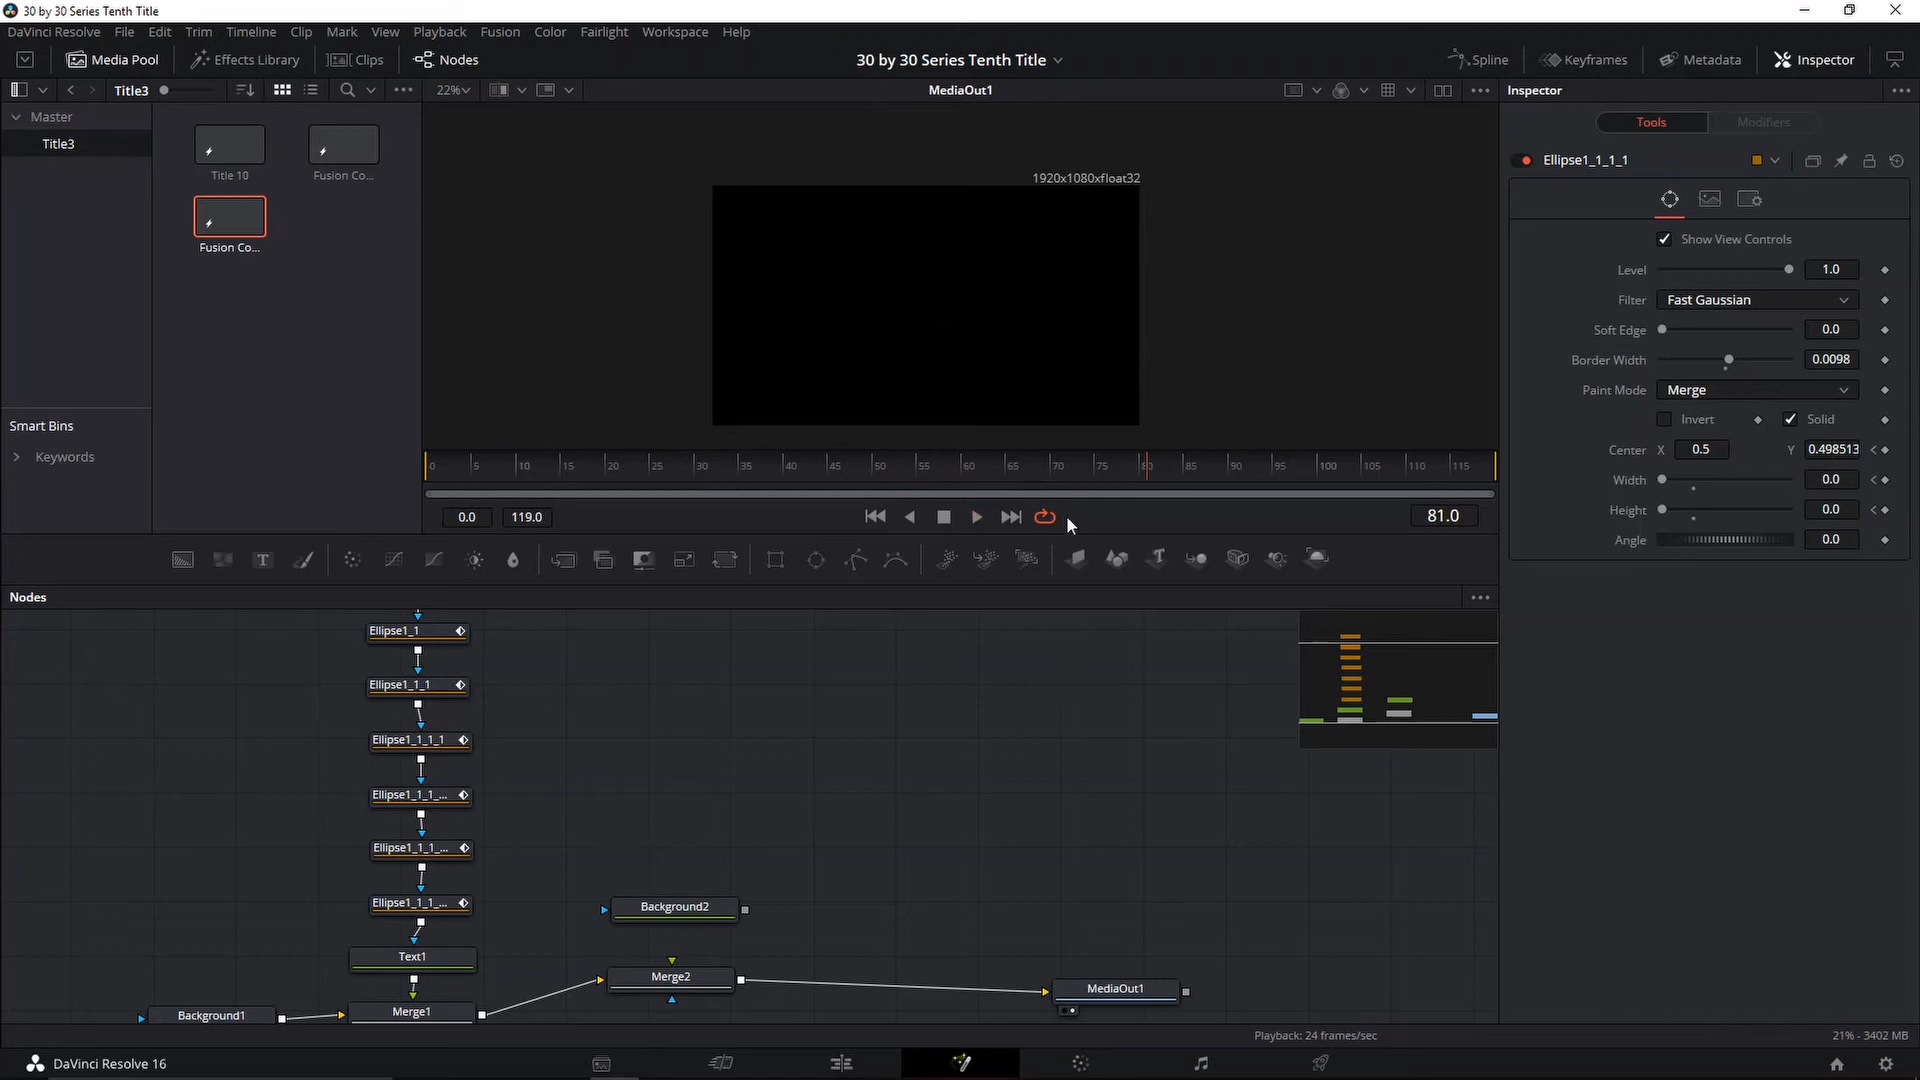 30 by 30 Series Tenth Title
DaVinci Resolve File Edit Trim Timeline Clip Mark View Playback Fusion Color Fairlight Workspace Help
Media Pool Effects Library Clips Nodes 30 by 30 Series Tenth Title Spline Keyframes Metadata Inspector
Title3 22% MediaOut1 Inspector
Master
Title3
Title 10
Fusion Co...
Fusion Co...
Smart Bins
Keywords
1920x1080xfloat32
0 5 10 15 20 25 30 35 40 45 50 55 60 65 70 75 80 85 90 95 100 105 110 115
0.0 119.0 81.0
Tools Modifiers
Ellipse1_1_1_1
Show View Controls
Level 1.0
Filter Fast Gaussian
Soft Edge 0.0
Border Width 0.0098
Paint Mode Merge
Invert Solid
Center X 0.5 Y 0.498513
Width 0.0
Height 0.0
Angle 0.0
T
T
Nodes
Ellipse1_1
Ellipse1_1_1
Ellipse1_1_1_1
Ellipse1_1_1_...
Ellipse1_1_1_...
Ellipse1_1_1_...
Background2
Text1
Merge2
MediaOut1
Background1
Merge1
Playback: 24 frames/sec 21% - 3402 MB
DaVinci Resolve 16